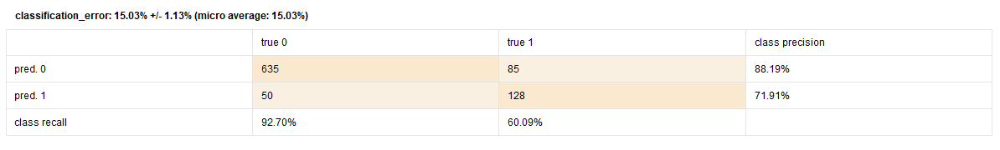 classification_error: 15.03% +/- 1.13% (micro average: 15.03%)
true 0 true 1 class precision
pred. 0 635 85 88.19%
pred. 1 50 128 71.91%
class recall 92.70% 60.09%